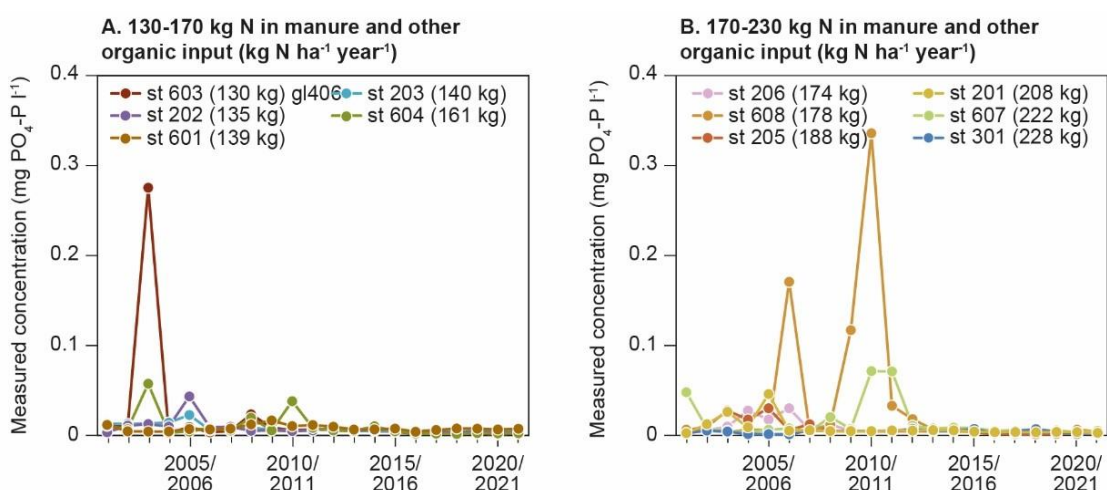 A. 130-170 kg N in manure and other
organic input (kg N ha⁻¹ year⁻¹)
Measured concentration (mg PO₄-P l⁻¹)
0.4
0.3
0.2
0.1
0
st 603 (130 kg) gl406
st 202 (135 kg)
st 601 (139 kg)
st 203 (140 kg)
st 604 (161 kg)
2005/
2006
2010/
2011
2015/
2016
2020/
2021
B. 170-230 kg N in manure and other
organic input (kg N ha⁻¹ year⁻¹)
Measured concentration (mg PO₄-P l⁻¹)
0.4
0.3
0.2
0.1
0
st 206 (174 kg)
st 608 (178 kg)
st 205 (188 kg)
st 201 (208 kg)
st 607 (222 kg)
st 301 (228 kg)
2005/
2006
2010/
2011
2015/
2016
2020/
2021